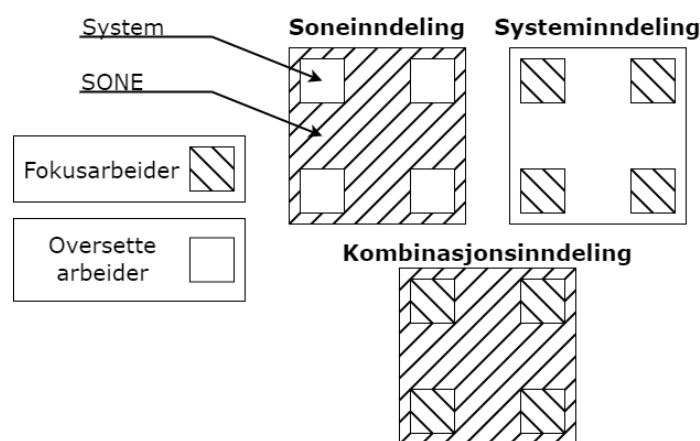 System
SONE
Soneinndeling
Systeminndeling
Fokusarbeider
Oversette
arbeider
Kombinasjonsinndeling